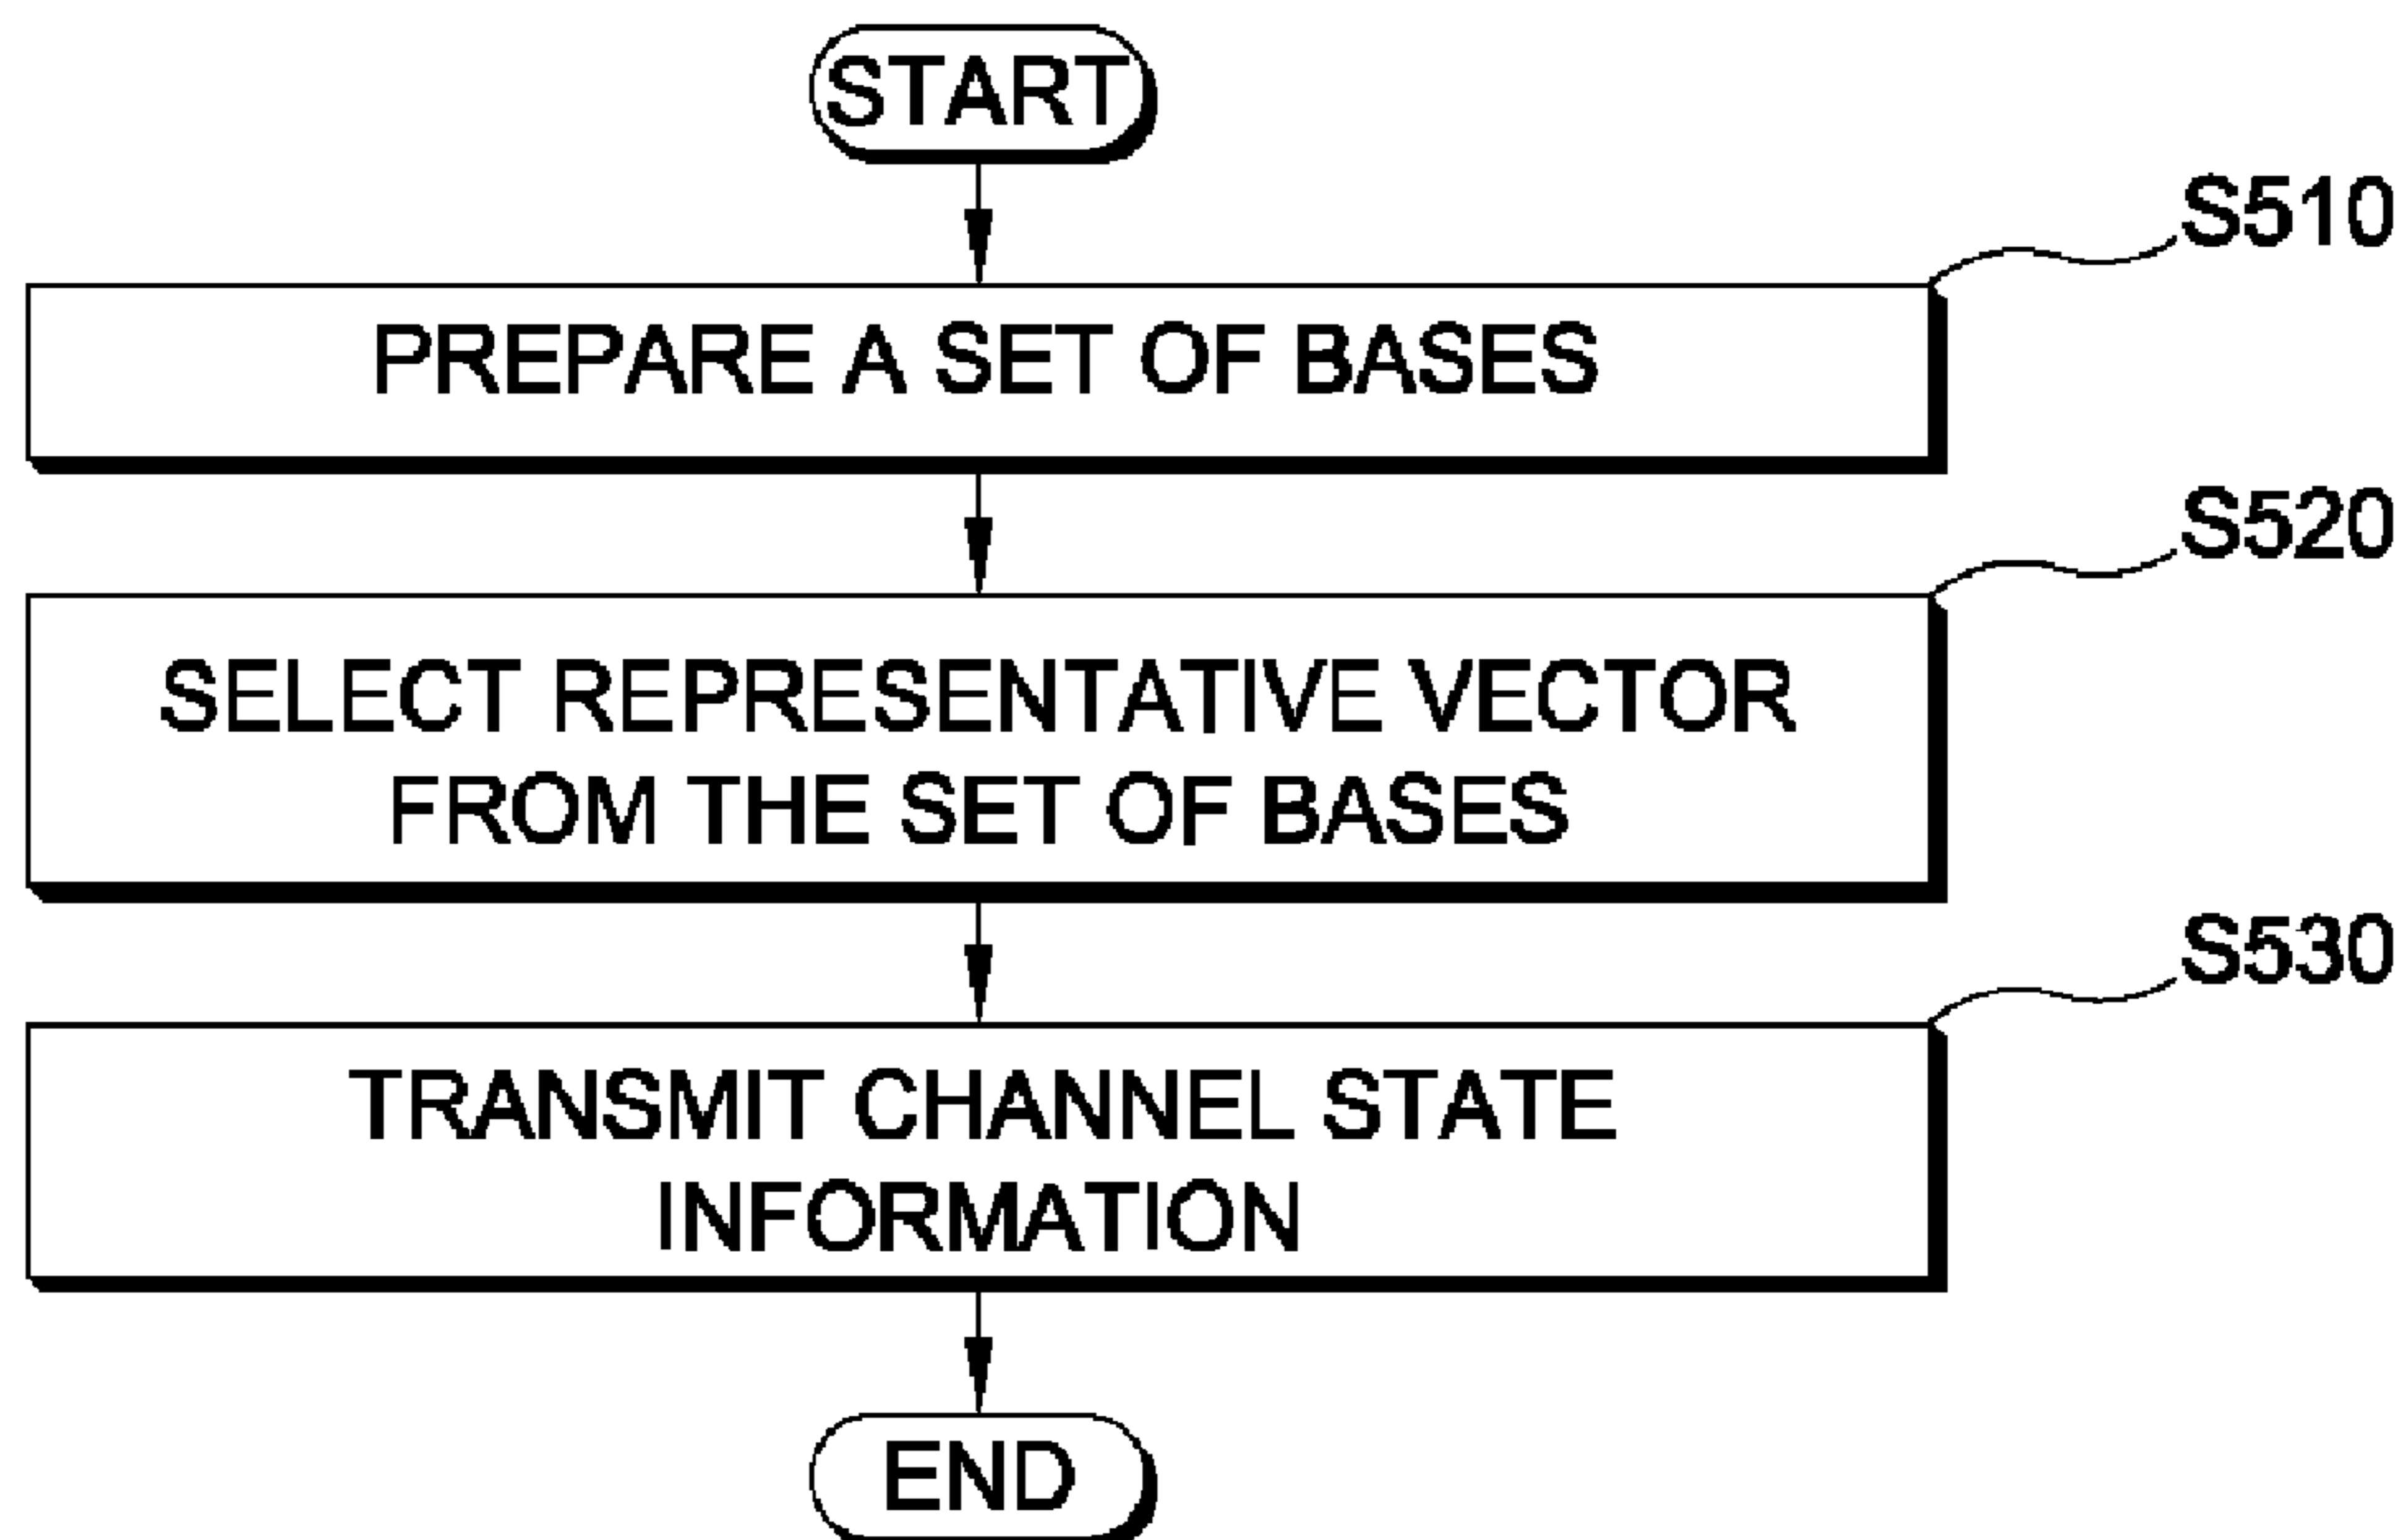 START
S510
PREPARE A SET OF BASES
S520
SELECT REPRESENTATIVE VECTOR
FROM THE SET OF BASES
S530
TRANSMIT CHANNEL STATE
INFORMATION
END